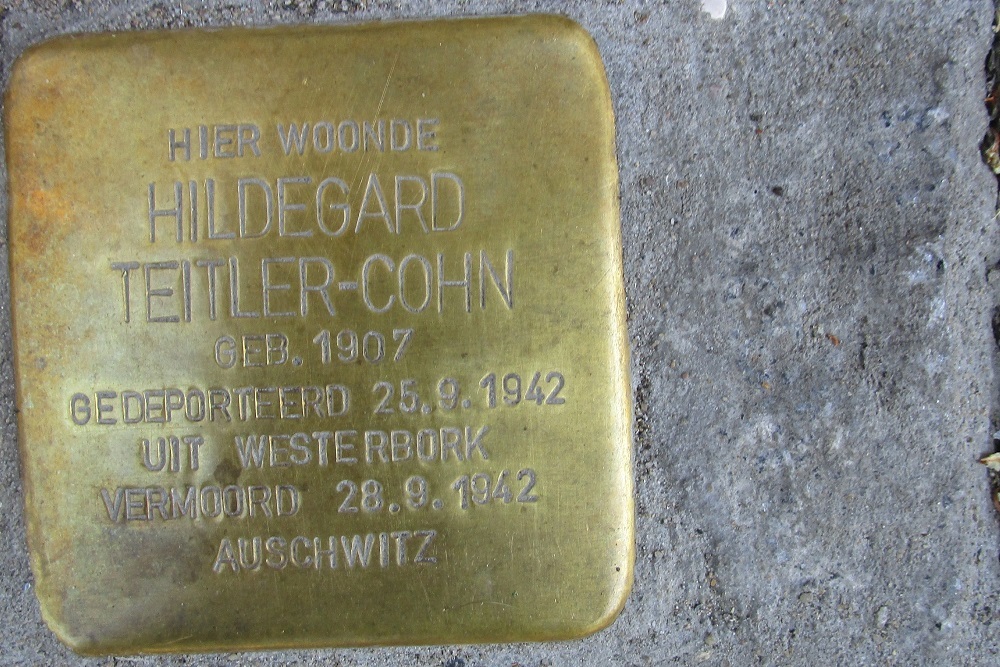 HIER WOONDE
HILDEGARD
TEITLER-COHN
GEB. 1907
GEDEPORTEERD 25.9.1942
UIT WESTERBORK
VERMOORD 28.9.1942
AUSCHWITZ